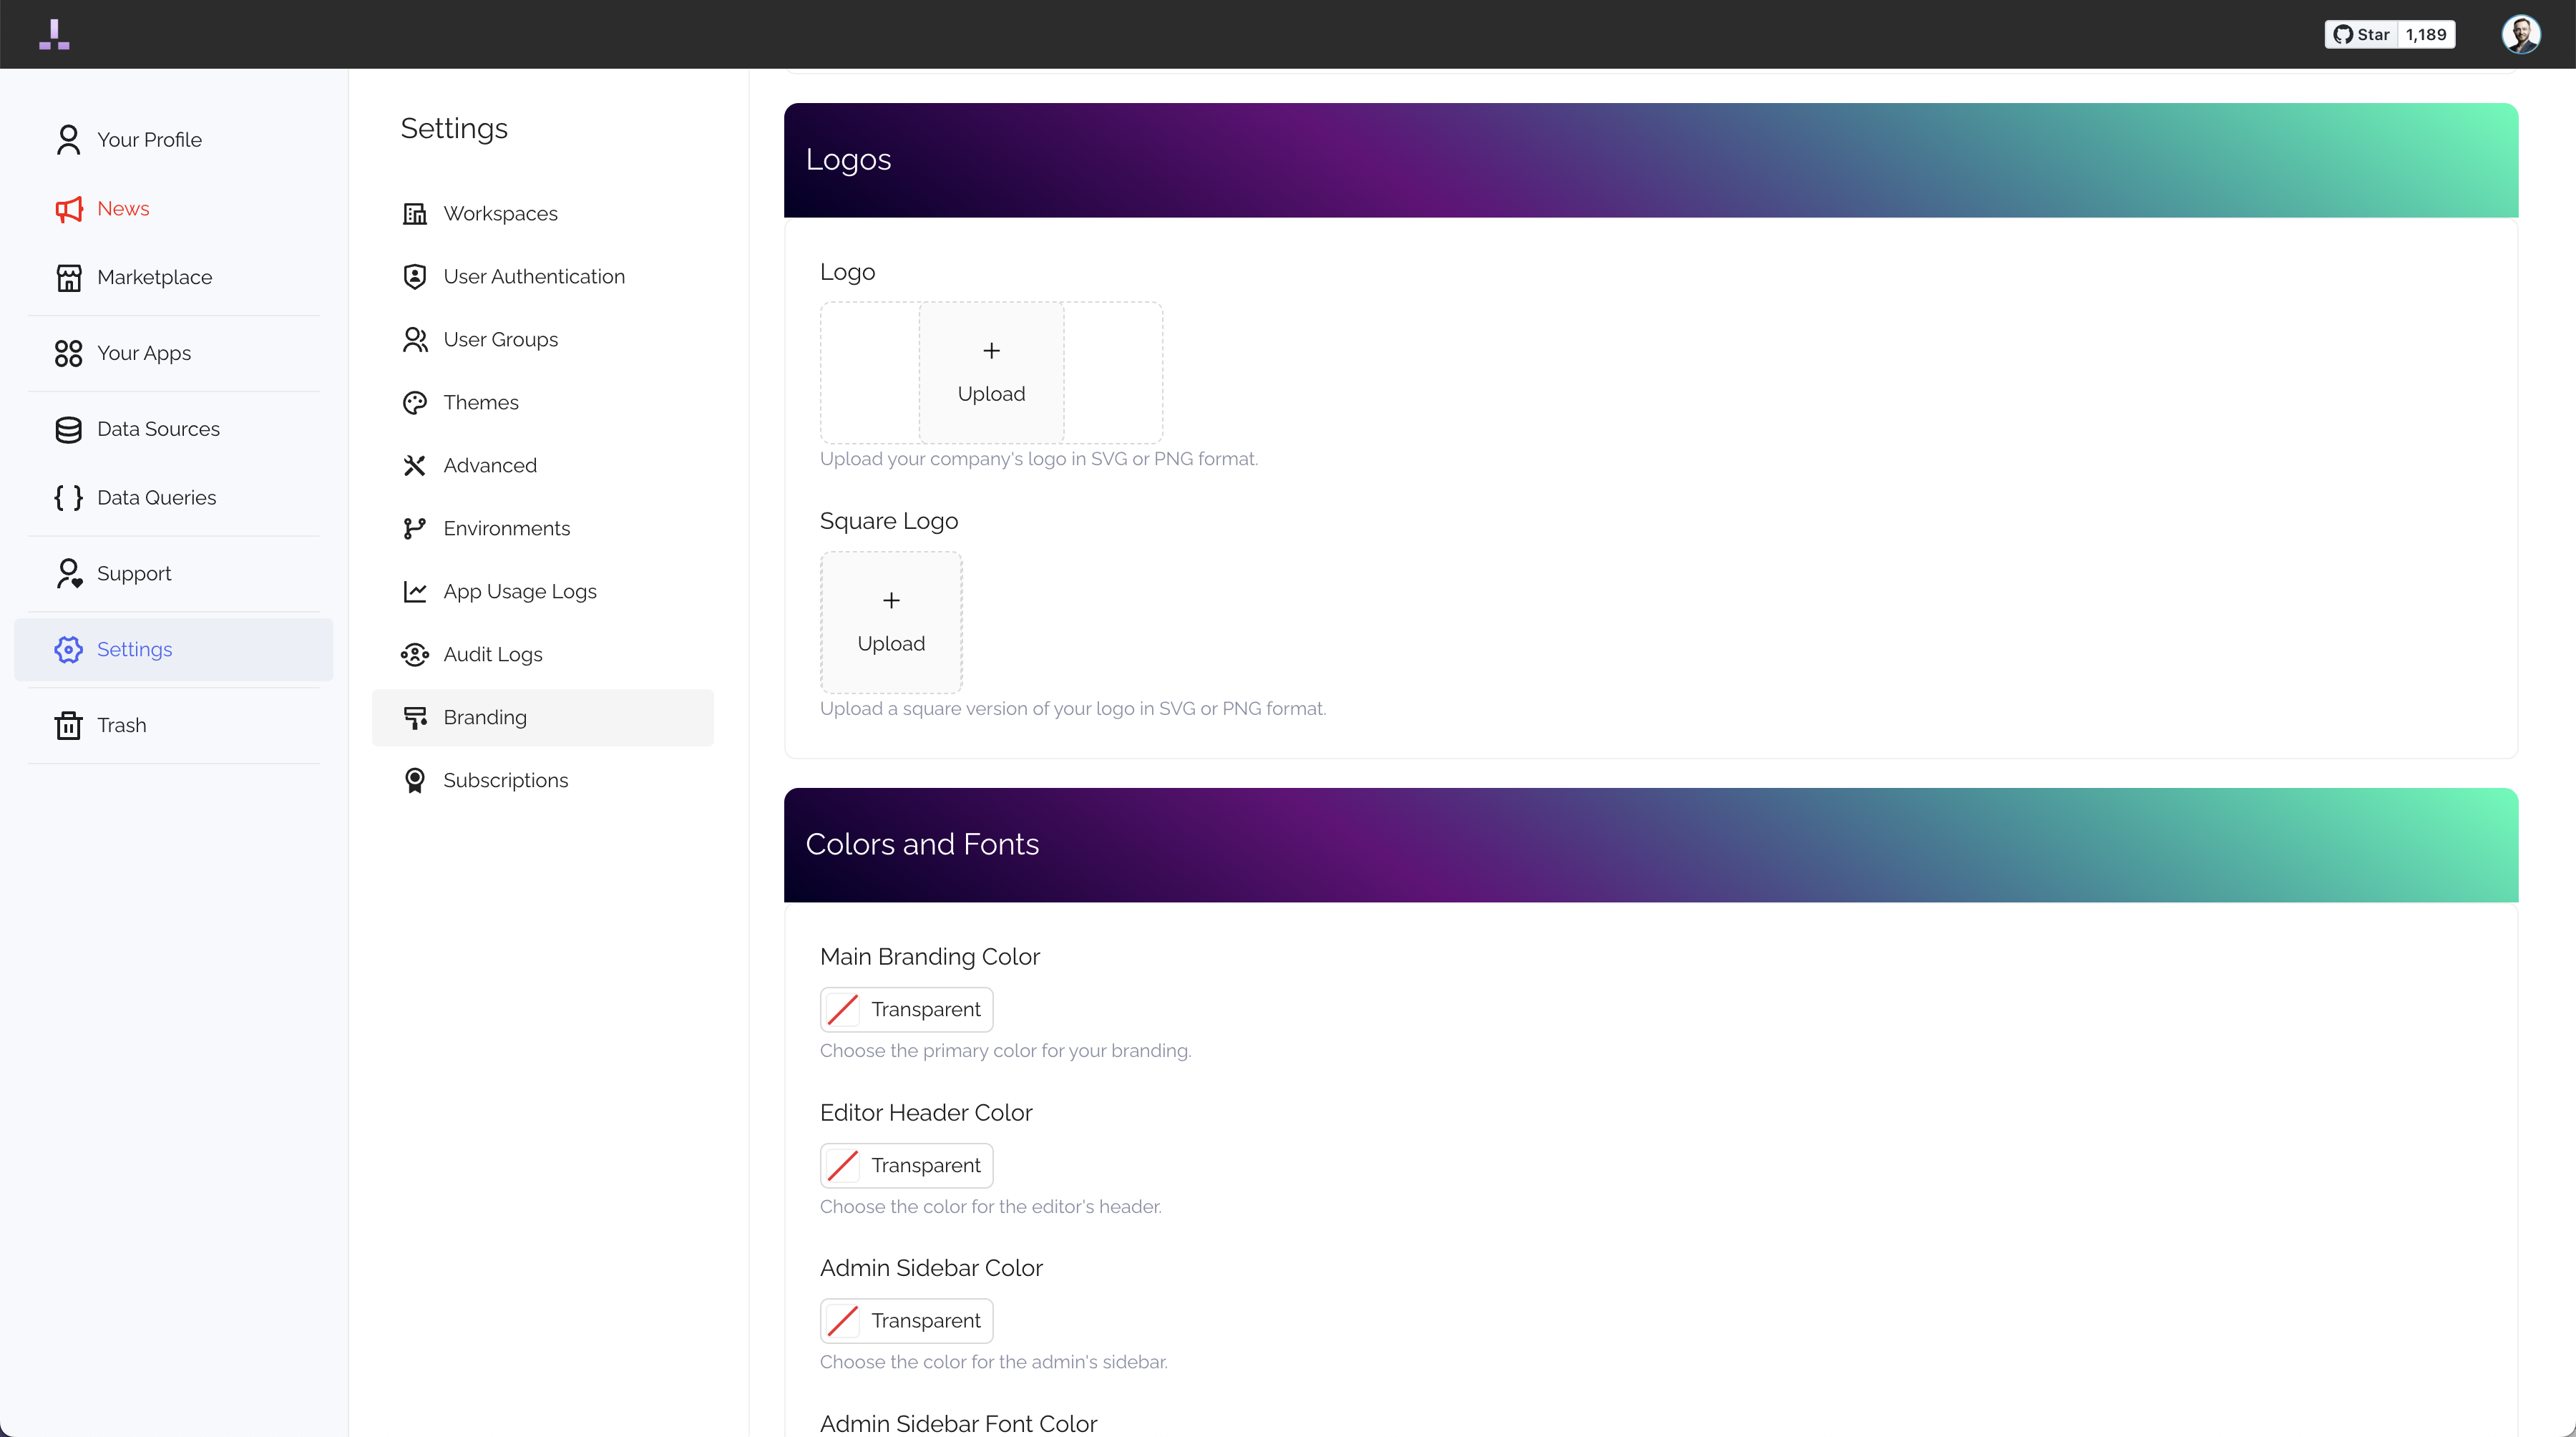 Star 1,189
Your Profile
News
Marketplace
Your Apps
Data Sources
Data Queries
Support
Settings
Trash
Settings
Workspaces
User Authentication
User Groups
Themes
Advanced
Environments
App Usage Logs
Audit Logs
Branding
Subscriptions
Logos
Logo
Upload
Upload your company's logo in SVG or PNG format.
Square Logo
Upload
Upload a square version of your logo in SVG or PNG format.
Colors and Fonts
Main Branding Color
Transparent
Choose the primary color for your branding.
Editor Header Color
Transparent
Choose the color for the editor's header.
Admin Sidebar Color
Transparent
Choose the color for the admin's sidebar.
Admin Sidebar Font Color